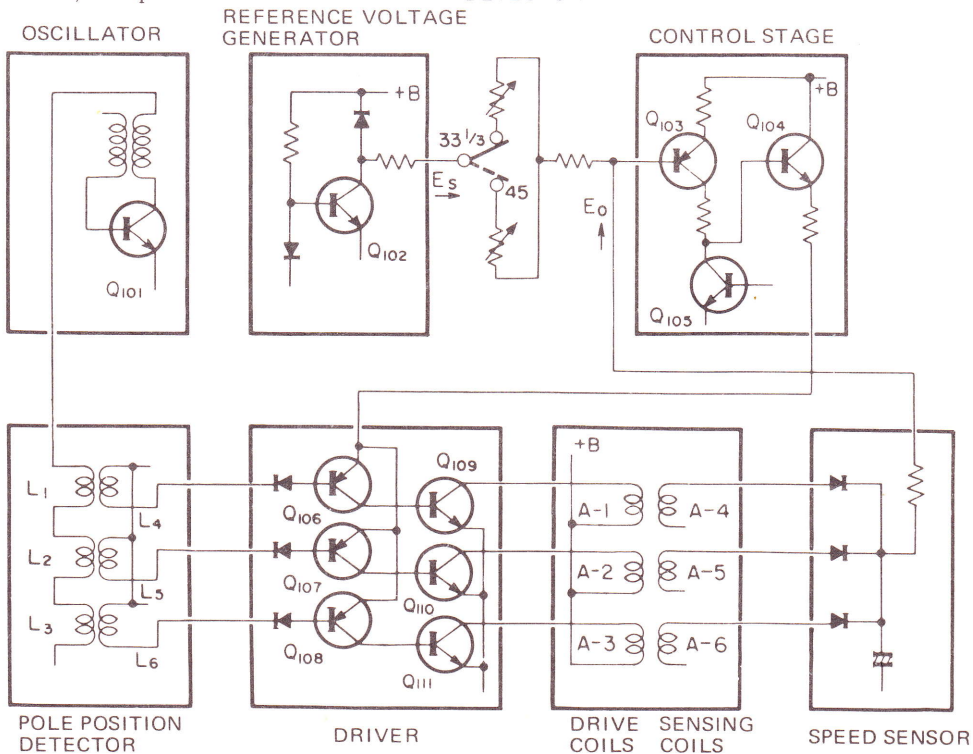 OSCILLATOR
REFERENCE VOLTAGE
GENERATOR
CONTROL STAGE
+B
+B
Q103
Q104
33 1/3
Es
45
Eo
Q101
Q102
Q105
+B
Q109
L1
L4
Q106
A-1
A-4
L2
L5
Q107
Q110
A-2
A-5
L3
L6
Q108
Q111
A-3
A-6
POLE POSITION
DETECTOR
DRIVER
DRIVE
COILS
SENSING
COILS
SPEED SENSOR